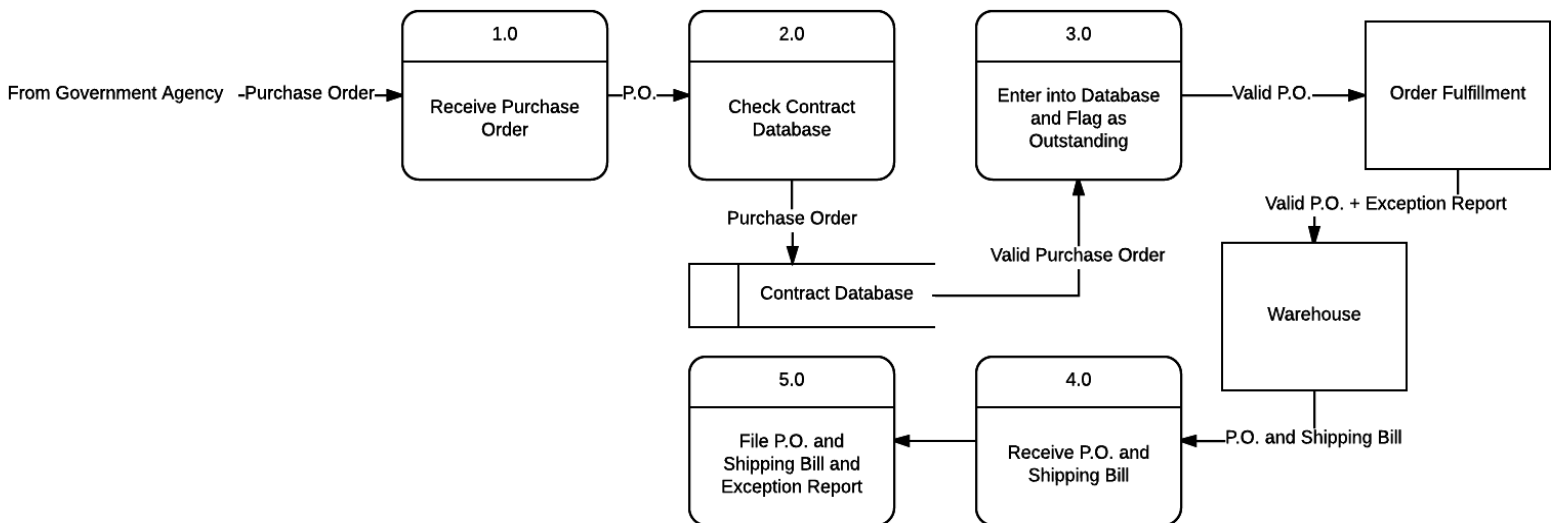 1.0
2.0
3.0
From Government Agency
Purchase Order
Receive Purchase
Order
P.O.
Check Contract
Database
Enter into Database
and Flag as
Outstanding
Valid P.O.
Order Fulfillment
Purchase Order
Valid P.O. + Exception Report
Valid Purchase Order
Contract Database
Warehouse
5.0
4.0
File P.O. and
Shipping Bill and
Exception Report
Receive P.O. and
Shipping Bill
P.O. and Shipping Bill